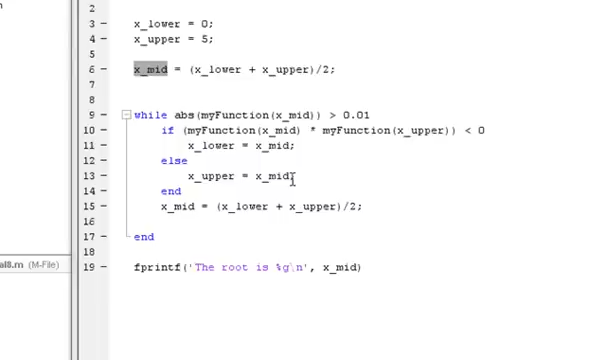 2
3 — x_lower = 0;
4 — x_upper = 5;
5
6 — x_mid = (x_lower + x_upper)/2;
7
8
9 — while abs(myFunction(x_mid)) > 0.01
10 — if (myFunction(x_mid) * myFunction(x_upper)) < 0
11 — x_lower = x_mid;
12 — else
13 — x_upper = x_mid
14 — end
15 — x_mid = (x_lower + x_upper)/2;
16
17 — end
18
19 — fprintf('The root is %g\n', x_mid)
(M-File)